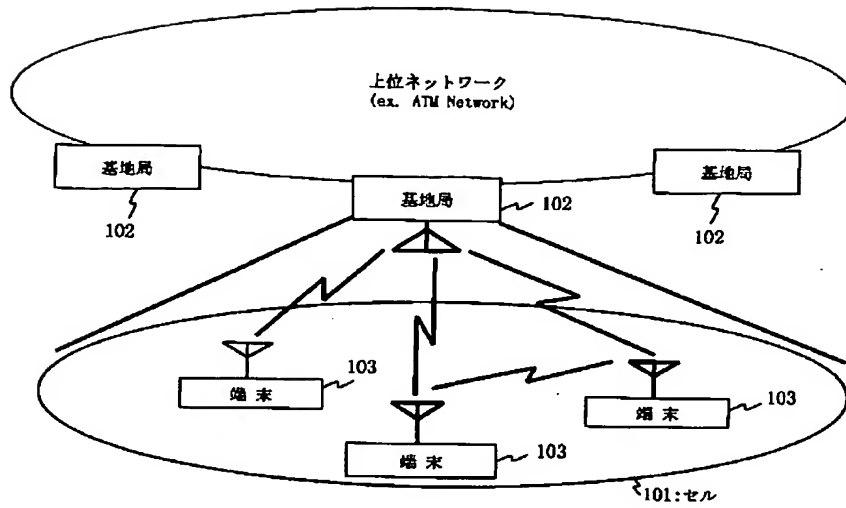 上位ネットワーク
(ex. ATM Network)
基地局
基地局
基地局
102
102
102
103
端 末
103
端 末
103
端 末
101:セル